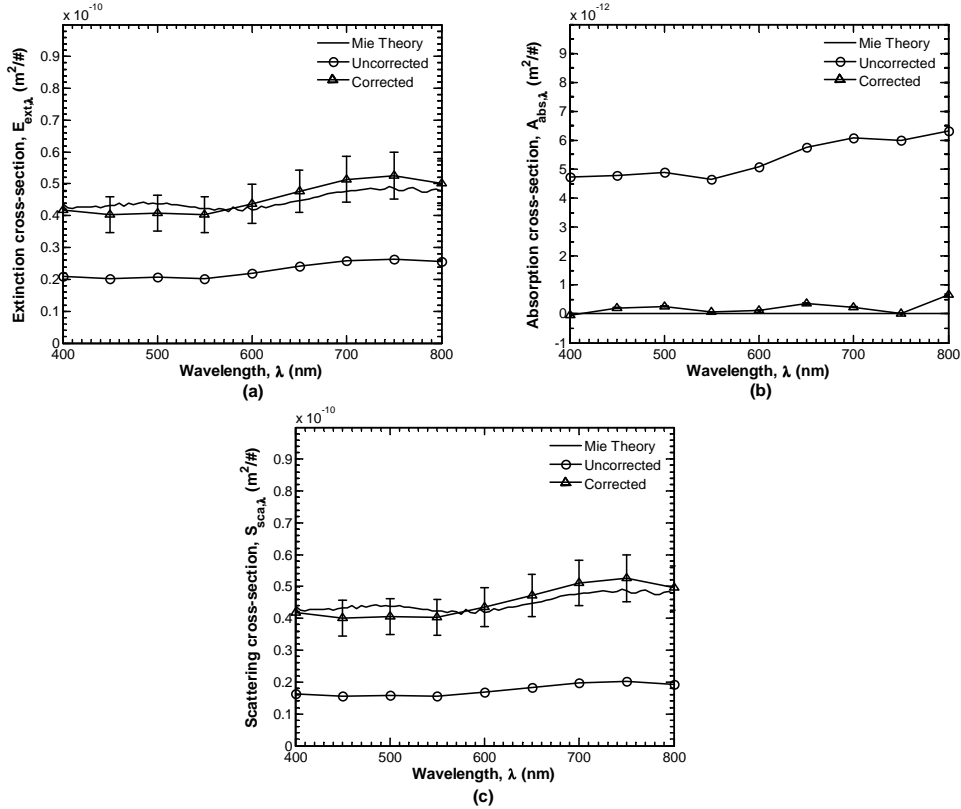 x 10^-10
Extinction cross-section, E_ext,λ (m^2/#)
0.9
0.8
0.7
0.6
0.5
0.4
0.3
0.2
0.1
0
Mie Theory
Uncorrected
Corrected
400 500 600 700 800
Wavelength, λ (nm)
(a)
x 10^-12
Absorption cross-section, A_abs,λ (m^2/#)
9
8
7
6
5
4
3
2
1
0
-1
Mie Theory
Uncorrected
Corrected
400 500 600 700 800
Wavelength, λ (nm)
(b)
x 10^-10
Scattering cross-section, S_sca,λ (m^2/#)
0.9
0.8
0.7
0.6
0.5
0.4
0.3
0.2
0.1
0
Mie Theory
Uncorrected
Corrected
400 500 600 700 800
Wavelength, λ (nm)
(c)